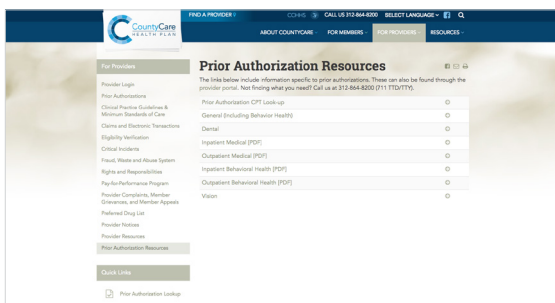 FIND A PROVIDER
CCHHS
CALL US 312-864-8200
SELECT LANGUAGE
CountyCare
HEALTH PLAN
ABOUT COUNTYCARE
FOR MEMBERS
FOR PROVIDERS
RESOURCES
For Providers
Provider Login
Prior Authorizations
Clinical Practice Guidelines &
Minimum Standards of Care
Claims and Electronic Transactions
Eligibility Verification
Critical Incidents
Fraud, Waste and Abuse System
Rights and Responsibilities
Pay-for-Performance Program
Provider Complaints, Member
Grievances, and Member Appeals
Preferred Drug List
Provider Notices
Provider Resources
Prior Authorization Resources
Quick Links
Prior Authorization Lookup
Prior Authorization Resources
The links below include information specific to prior authorizations. These can also be found through the
provider portal. Not finding what you need? Call us at 312-864-8200 (711 TTD/TTY).
Prior Authorization CPT Look-up
General (including Behavior Health)
Dental
Inpatient Medical [PDF]
Outpatient Medical [PDF]
Inpatient Behavioral Health [PDF]
Outpatient Behavioral Health [PDF]
Vision